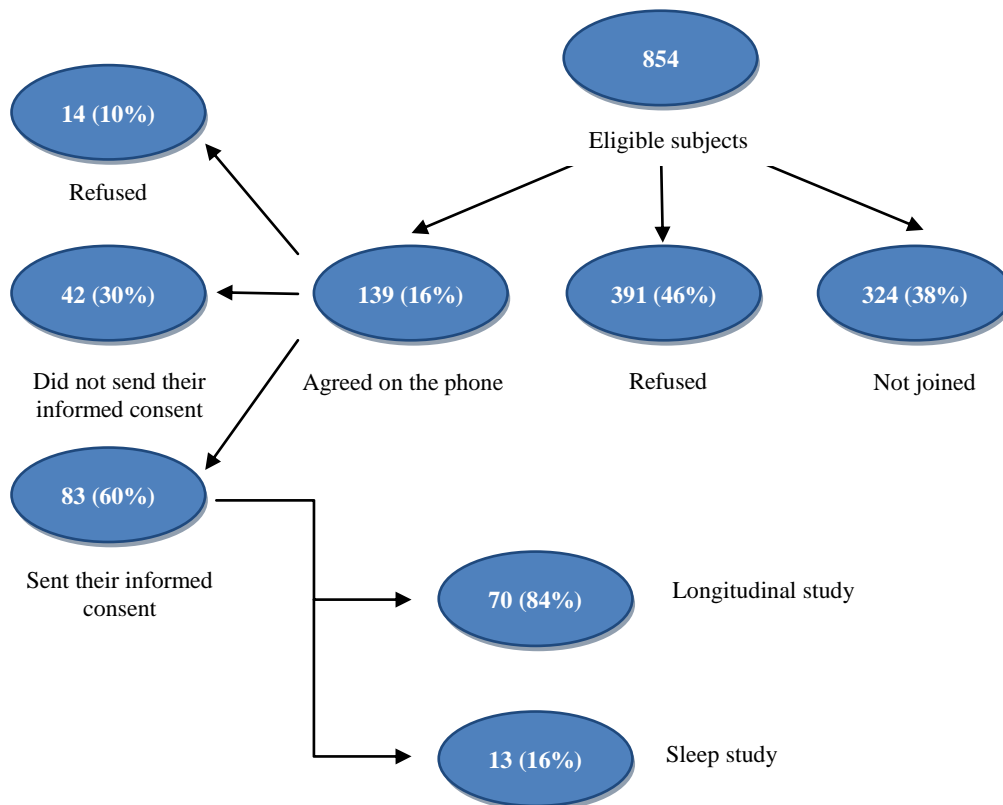 854
Eligible subjects
14 (10%)
Refused
42 (30%)
Did not send their
informed consent
139 (16%)
Agreed on the phone
391 (46%)
Refused
324 (38%)
Not joined
83 (60%)
Sent their informed
consent
70 (84%)
Longitudinal study
13 (16%)
Sleep study